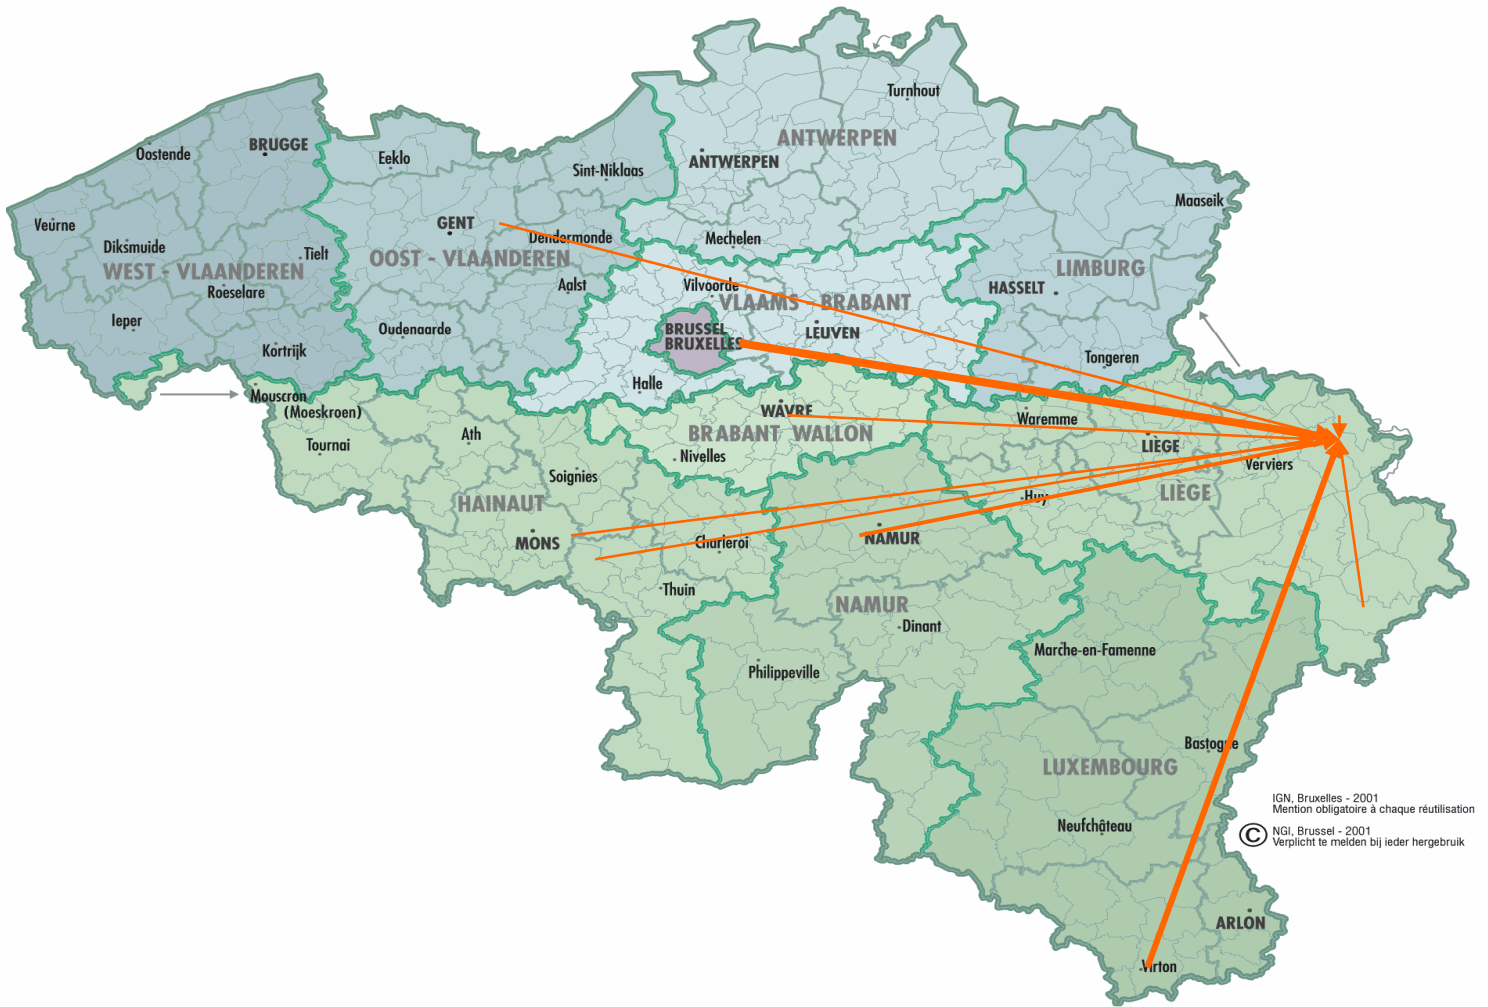 Turnhout
ANTWERPEN
ANTWERPEN
BRUGGE
Oostende
Eeklo
Sint-Niklaas
Maaseik
Veurne
GENT
Dendermonde
Mechelen
Diksmuide
Tielt
WEST - VLAANDEREN
OOST - VLAANDEREN
LIMBURG
Roeselare
Aalst
Vilvoorde
HASSELT
VLAAMS - BRABANT
Ieper
Oudenaarde
BRUSSEL
BRUXELLES
LEUVEN
Kortrijk
Tongeren
Halle
Mouscron
(Moeskroen)
WAVRE
Waremme
BRABANT WALLON
Tournai
Ath
LIÈGE
Nivelles
Verviers
Soignies
HAINAUT
Huy
LIÈGE
MONS
Charleroi
NAMUR
Thuin
NAMUR
Dinant
Marche-en-Famenne
Philippeville
Bastogne
LUXEMBOURG
IGN, Bruxelles - 2001
Mention obligatoire à chaque réutilisation
Neufchâteau
© NGI, Brussel - 2001
Verplicht te melden bij ieder hergebruik
ARLON
Virton